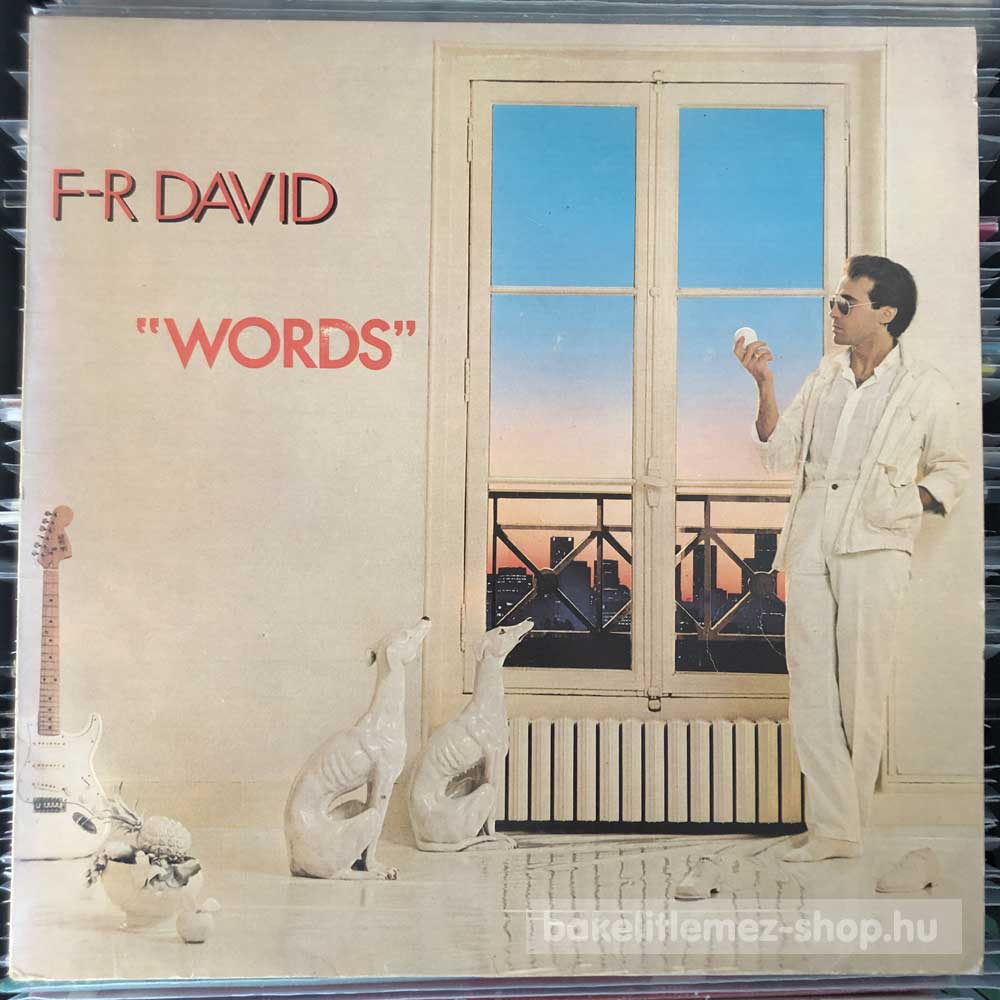 F-R DAVID
“WORDS”
bakelitlemez-shop.hu